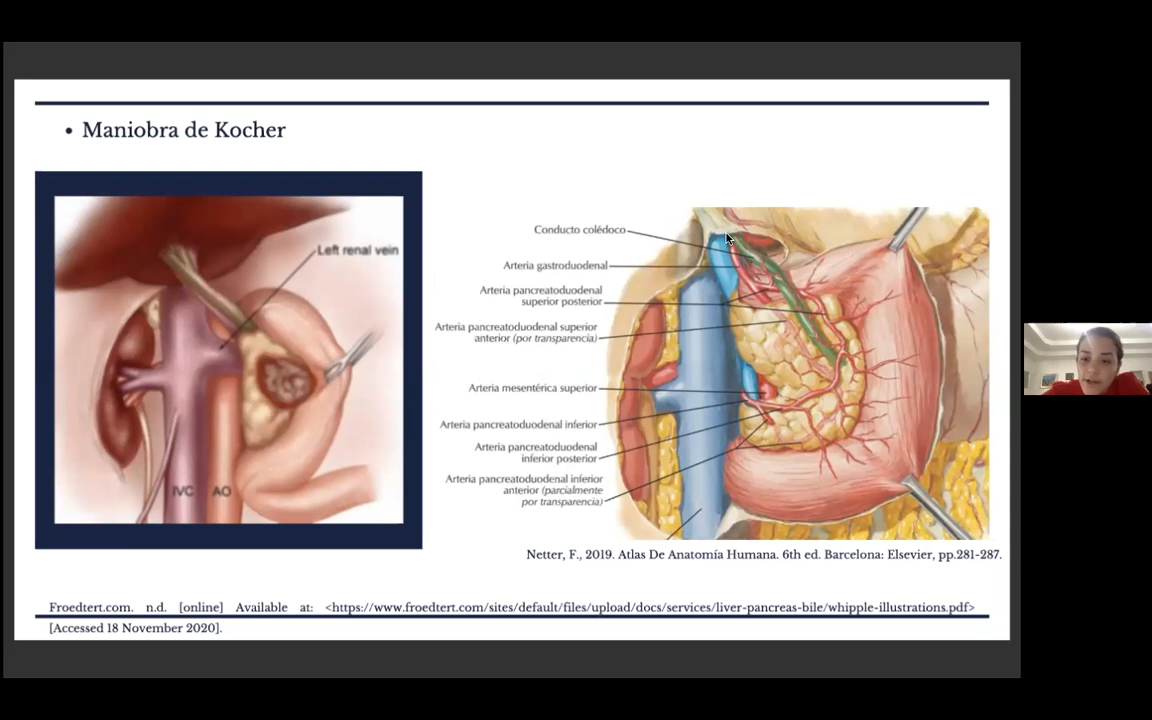 • Maniobra de Kocher
Left renal vein
IVC AO
Conducto colédoco
Arteria gastroduodenal
Arteria pancreatoduodenal
superior posterior
Arteria pancreatoduodenal superior
anterior (por transparencia)
Arteria mesentérica superior
Arteria pancreatoduodenal inferior
Arteria pancreatoduodenal
inferior posterior
Arteria pancreatoduodenal inferior
anterior (parcialmente
por transparencia)
Netter, F., 2019. Atlas De Anatomía Humana. 6th ed. Barcelona: Elsevier, pp.281-287.
Froedtert.com. n.d. [online] Available at: <https://www.froedtert.com/sites/default/files/upload/docs/services/liver-pancreas-bile/whipple-illustrations.pdf>
[Accessed 18 November 2020].